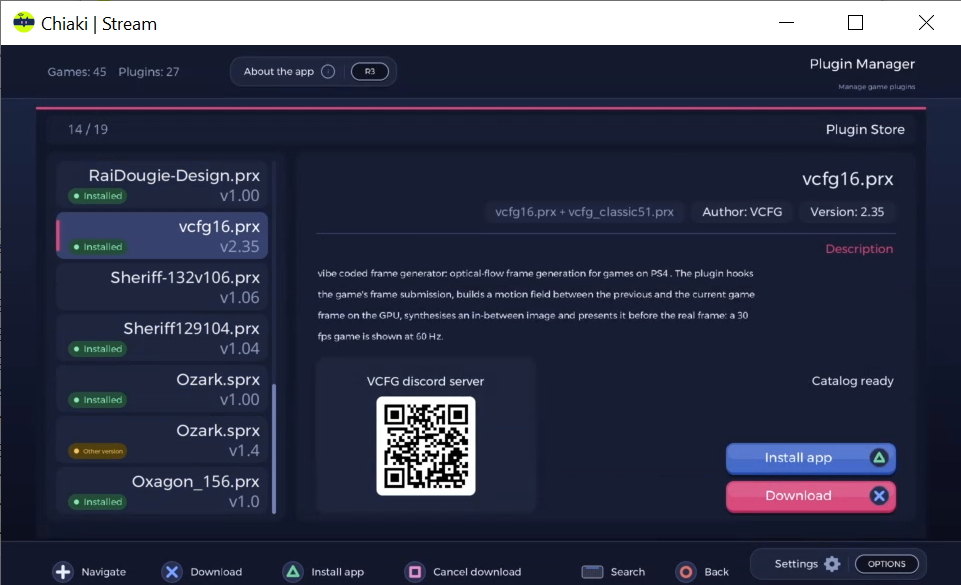 Chiaki | Stream
Games: 45 Plugins: 27
About the app
R3
Plugin Manager
Manage game plugins
14 / 19
Plugin Store
RaiDougie-Design.prx
Installed
v1.00
vcfg16.prx
Installed
v2.35
Sheriff-132v106.prx
v1.06
Sheriff129104.prx
Installed
v1.04
Ozark.sprx
Installed
v1.00
Ozark.sprx
Other version
v1.4
Oxagon_156.prx
Installed
v1.0
vcfg16.prx
vcfg16.prx + vcfg_classic51.prx
Author: VCFG
Version: 2.35
Description
vibe coded frame generator: optical-flow frame generation for games on PS4 . The plugin hooks
the game's frame submission, builds a motion field between the previous and the current game
frame on the GPU, synthesises an in-between image and presents it before the real frame: a 30
fps game is shown at 60 Hz.
VCFG discord server
Catalog ready
Install app
Download
Navigate
Download
Install app
Cancel download
Search
Back
Settings
OPTIONS